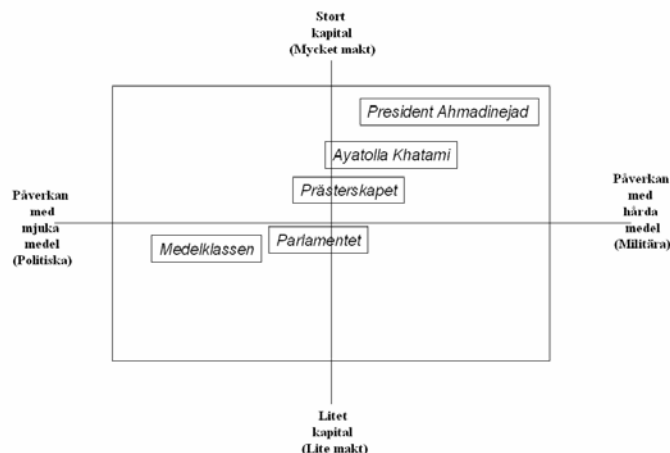 Stort
kapital
(Mycket makt)
President Ahmadinejad
Ayatolla Khatami
Prästerskapet
Påverkan
med
mjuka
medel
(Politiska)
Påverkan
med
hårda
medel
(Militära)
Parlamentet
Medelklassen
Litet
kapital
(Lite makt)